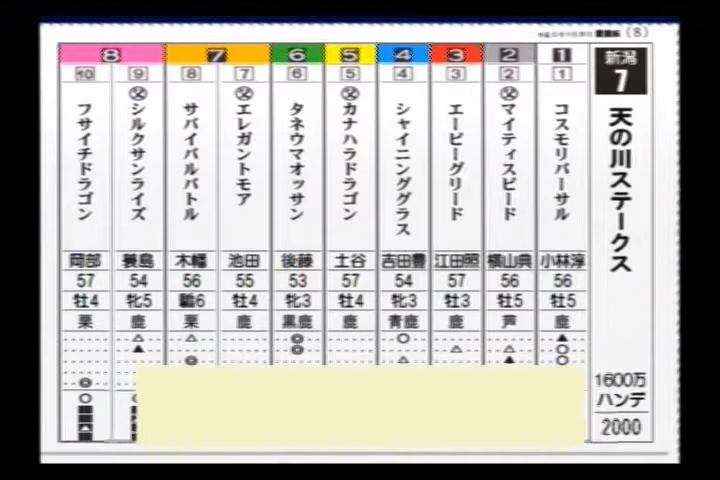 (8)
新潟
7
天の川ステークス
1600万
ハンデ
2000
1
1
コスモリバーサル
小林淳
56
牡5
鹿
2
2
父
マイティスピード
横山典
56
牡5
芦
3
3
エーピーグリード
江田照
57
牡3
鹿
4
4
シャイニンググラス
吉田豊
54
牝3
青鹿
5
5
父
カナハラドラゴン
土谷
57
牡4
鹿
6
6
タネウマオッサン
後藤
53
牝3
黒鹿
7
7
父
エレガントモア
池田
55
牡4
鹿
8
サバイバルバトル
木幡
56
騸6
栗
8
9
父
シルクサンライズ
蓑島
54
牝5
鹿
10
フサイチドラゴン
岡部
57
牡4
栗